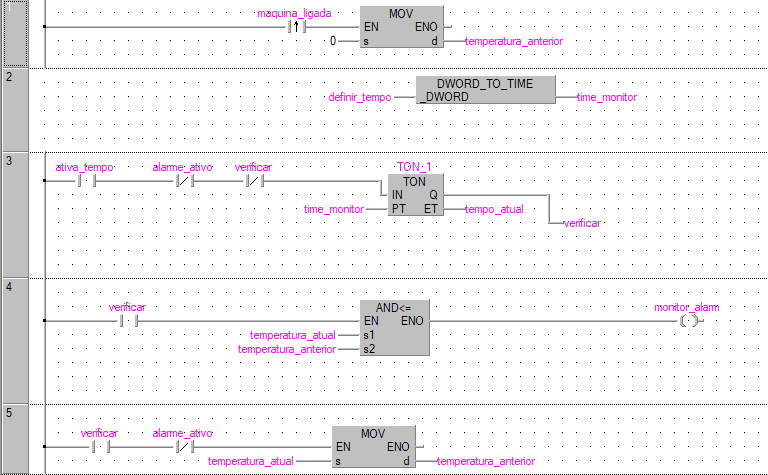 1
maquina_ligada
MOV
EN ENO
0 s d temperatura_anterior
2
DWORD_TO_TIME
definir_tempo _DWORD time_monitor
3
ativa_tempo alarme_ativo verificar TON_1
TON
IN Q
time_monitor PT ET tempo_atual
verificar
4
verificar AND<= monitor_alarm
EN ENO
temperatura_atual s1
temperatura_anterior s2
5
verificar alarme_ativo MOV
EN ENO
temperatura_atual s d temperatura_anterior